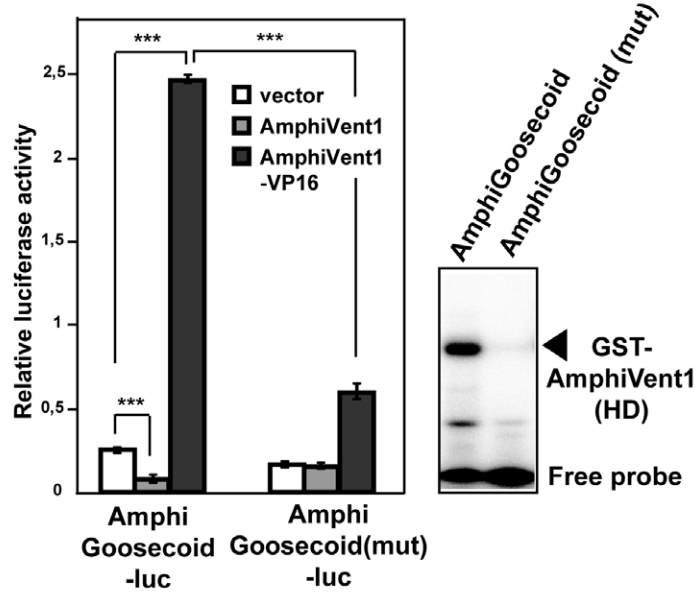 Relative luciferase activity
2,5
2
1,5
1
0,5
0
***
***
***
vector
AmphiVent1
AmphiVent1
-VP16
Amphi
Goosecoid
-luc
Amphi
Goosecoid(mut)
-luc
AmphiGoosecoid
AmphiGoosecoid (mut)
GST-
AmphiVent1
(HD)
Free probe